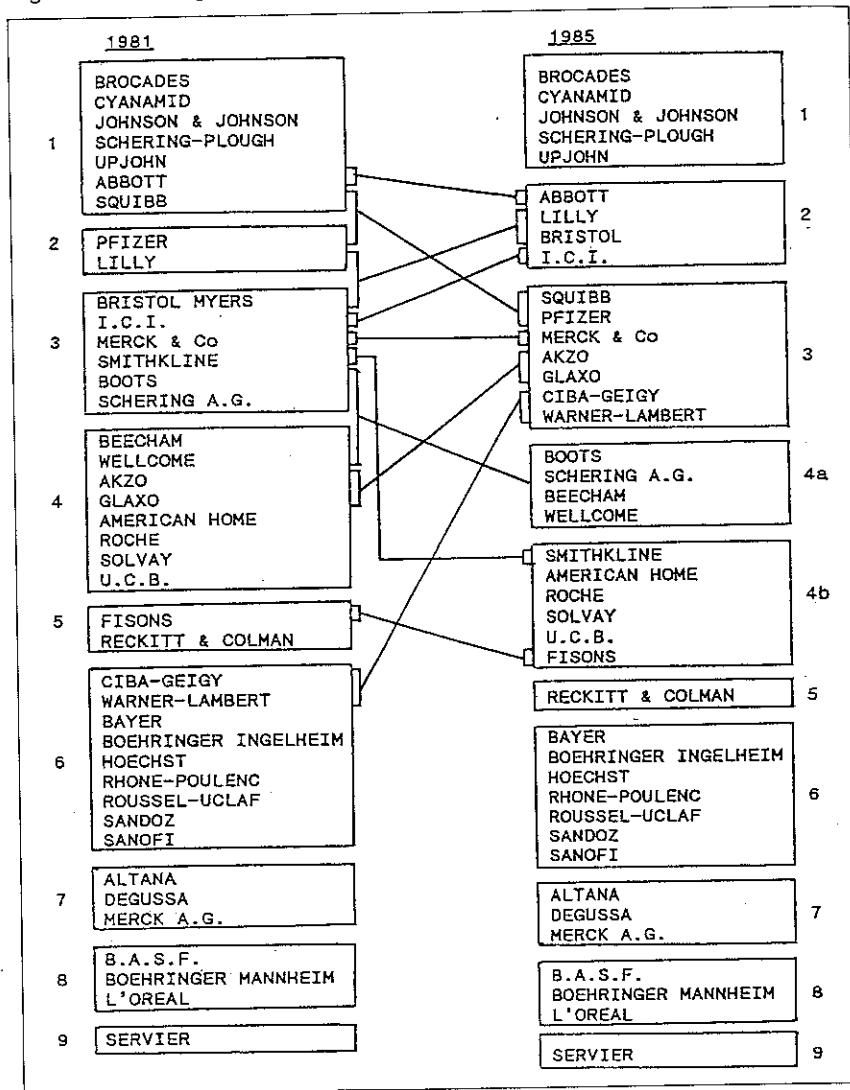 1981
BROCADES
CYANAMID
JOHNSON & JOHNSON
1
SCHERING-PLOUGH
UPJOHN
ABBOTT
SQUIBB
2
PFIZER
LILLY
BRISTOL MYERS
I.C.I.
3
MERCK & Co
SMITHKLINE
BOOTS
SCHERING A.G.
BEECHAM
WELLCOME
AKZO
4
GLAXO
AMERICAN HOME
ROCHE
SOLVAY
U.C.B.
5
FISONS
RECKITT & COLMAN
CIBA-GEIGY
WARNER-LAMBERT
BAYER
6
BOEHRINGER INGELHEIM
HOECHST
RHONE-POULENC
ROUSSEL-UCLAF
SANDOZ
SANOFI
ALTANA
7
DEGUSSA
MERCK A.G.
B.A.S.F.
8
BOEHRINGER MANNHEIM
L'OREAL
9
SERVIER
1985
BROCADES
CYANAMID
JOHNSON & JOHNSON
1
SCHERING-PLOUGH
UPJOHN
ABBOTT
LILLY
2
BRISTOL
I.C.I.
SQUIBB
PFIZER
MERCK & Co
3
AKZO
GLAXO
CIBA-GEIGY
WARNER-LAMBERT
BOOTS
SCHERING A.G.
4a
BEECHAM
WELLCOME
SMITHKLINE
AMERICAN HOME
ROCHE
4b
SOLVAY
U.C.B.
FISONS
RECKITT & COLMAN
5
BAYER
BOEHRINGER INGELHEIM
HOECHST
6
RHONE-POULENC
ROUSSEL-UCLAF
SANDOZ
SANOFI
ALTANA
DEGUSSA
7
MERCK A.G.
B.A.S.F.
BOEHRINGER MANNHEIM
8
L'OREAL
SERVIER
9